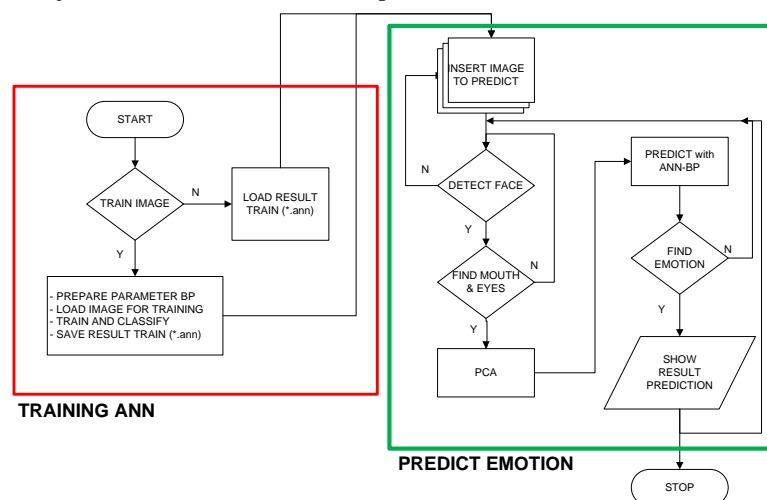 START
TRAIN IMAGE
N
Y
LOAD RESULT
TRAIN (*.ann)
- PREPARE PARAMETER BP
- LOAD IMAGE FOR TRAINING
- TRAIN AND CLASSIFY
- SAVE RESULT TRAIN (*.ann)
TRAINING ANN
INSERT IMAGE
TO PREDICT
N
DETECT FACE
Y
FIND MOUTH
& EYES
N
Y
PCA
PREDICT with
ANN-BP
FIND
EMOTION
N
Y
SHOW
RESULT
PREDICTION
PREDICT EMOTION
STOP